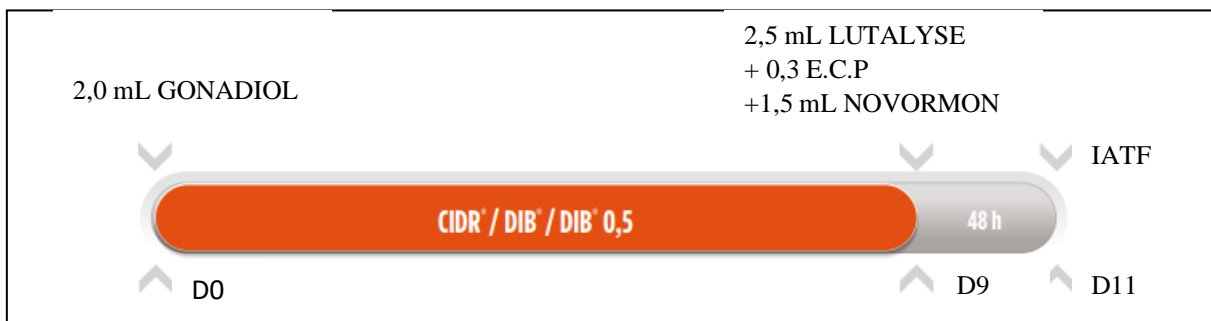 2,5 mL LUTALYSE
+ 0,3 E.C.P
2,0 mL GONADIOL
+1,5 mL NOVORMON
IATF
CIDR® / DIB® / DIB® 0,5
48 h
D0
D9
D11